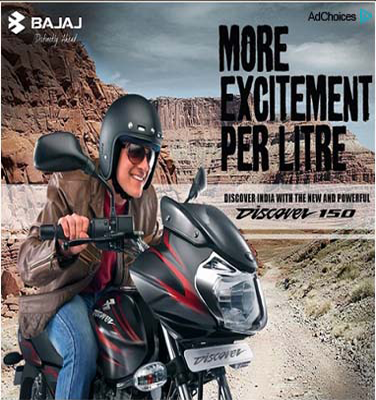 BAJAJ
Distinctly Ahead
AdChoices
MORE
EXCITEMENT
PER LITRE
DISCOVER INDIA WITH THE NEW AND POWERFUL
Discover 150
Discover